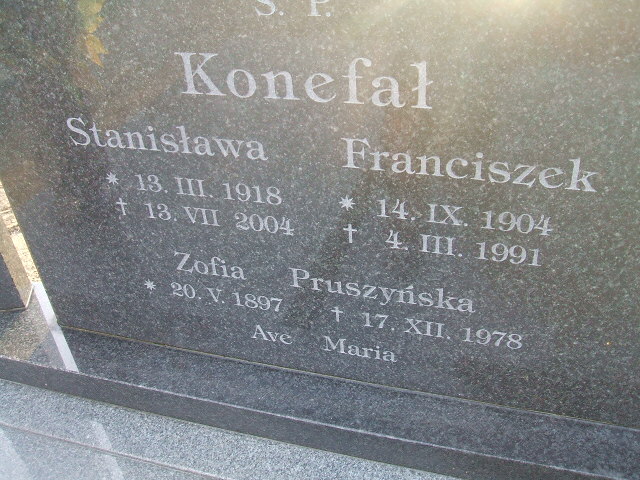 Ś. P.
Konefał
Stanisława Franciszek
* 13. III. 1918 * 14. IX. 1904
† 13. VII 2004 † 4. III. 1991
Zofia Pruszyńska
* 20. V. 1897 † 17. XII. 1978
Ave Maria